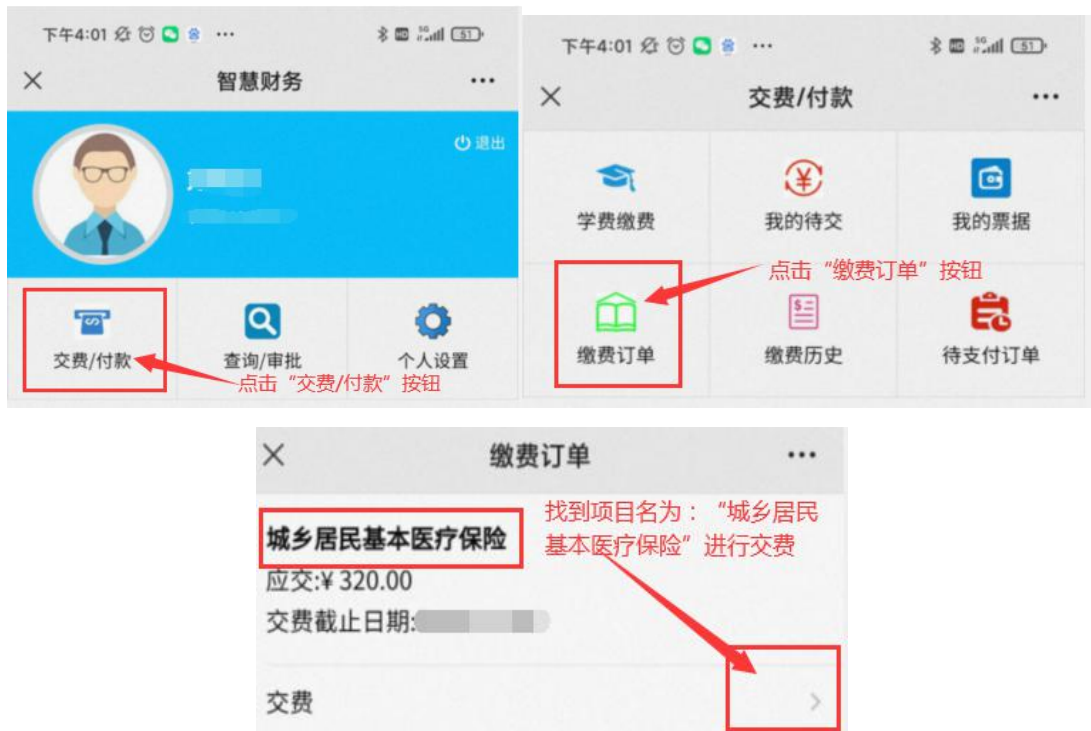 下午4:01
5G
51
智慧财务
退出
交费/付款
查询/审批
个人设置
点击“交费/付款”按钮
下午4:01
HD
5G
51
交费/付款
学费缴费
我的待交
我的票据
点击“缴费订单”按钮
缴费订单
缴费历史
待支付订单
缴费订单
城乡居民基本医疗保险
找到项目名为：“城乡居民
基本医疗保险”进行交费
应交:¥ 320.00
交费截止日期:
交费